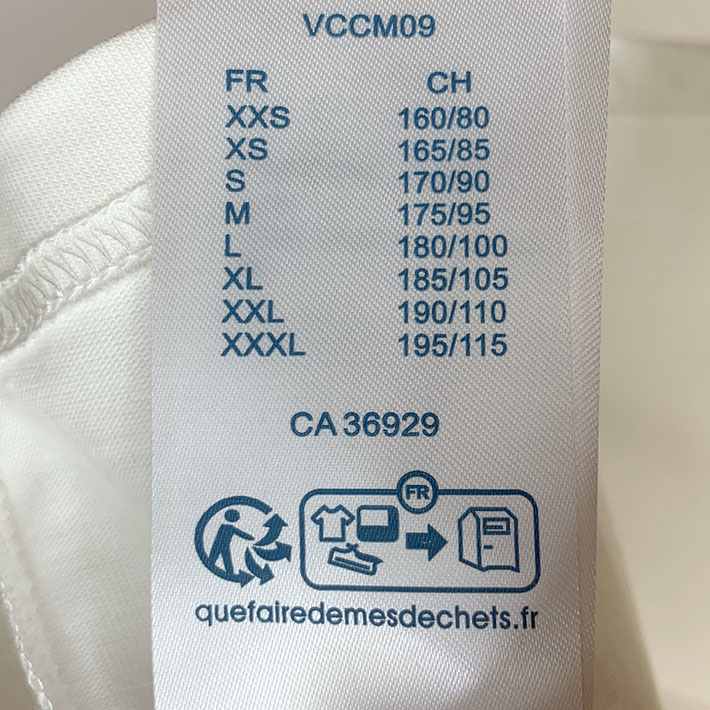 VCCM09
FR CH
XXS 160/80
XS 165/85
S 170/90
M 175/95
L 180/100
XL 185/105
XXL 190/110
XXXL 195/115
CA 36929
FR
quefairedemesdechets.fr